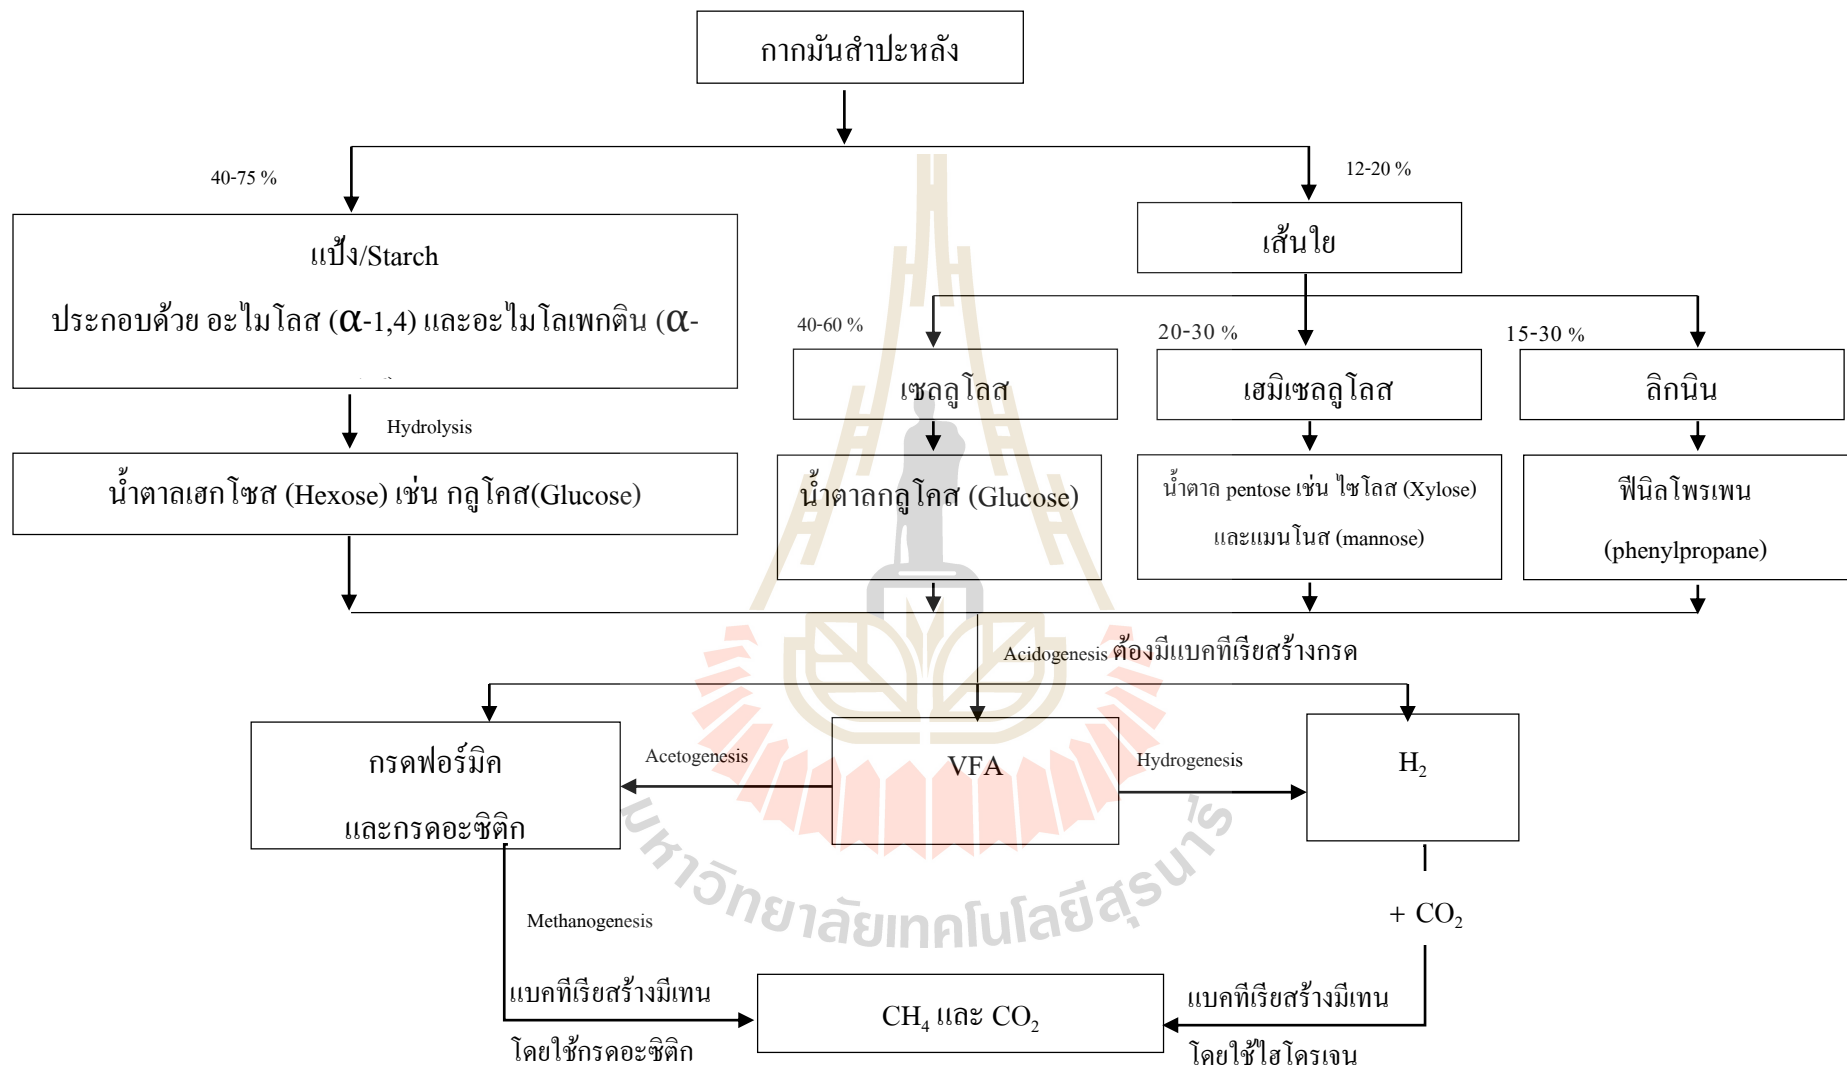 กากมันสำปะหลัง
40-75 %
12-20 %
แป้ง/Starch
ประกอบด้วย อะไมโลส (α-1,4) และอะไมโลเพกติน (α-
เส้นใย
40-60 %
20-30 %
15-30 %
เซลลูโลส
เฮมิเซลลูโลส
ลิกนิน
Hydrolysis
น้ำตาลเฮกโซส (Hexose) เช่น กลูโคส(Glucose)
น้ำตาลกลูโคส (Glucose)
น้ำตาล pentose เช่น ไซโลส (Xylose)
และแมนโนส (mannose)
ฟีนิลโพรเพน
(phenylpropane)
Acidogenesis ต้องมีแบคทีเรียสร้างกรด
กรดฟอร์มิค
และกรดอะซิติก
Acetogenesis
VFA
Hydrogenesis
H₂
Methanogenesis
+ CO₂
แบคทีเรียสร้างมีเทน
โดยใช้กรดอะซิติก
CH₄ และ CO₂
แบคทีเรียสร้างมีเทน
โดยใช้ไฮโดรเจน
มหาวิทยาลัยเทคโนโลยีสุรนารี